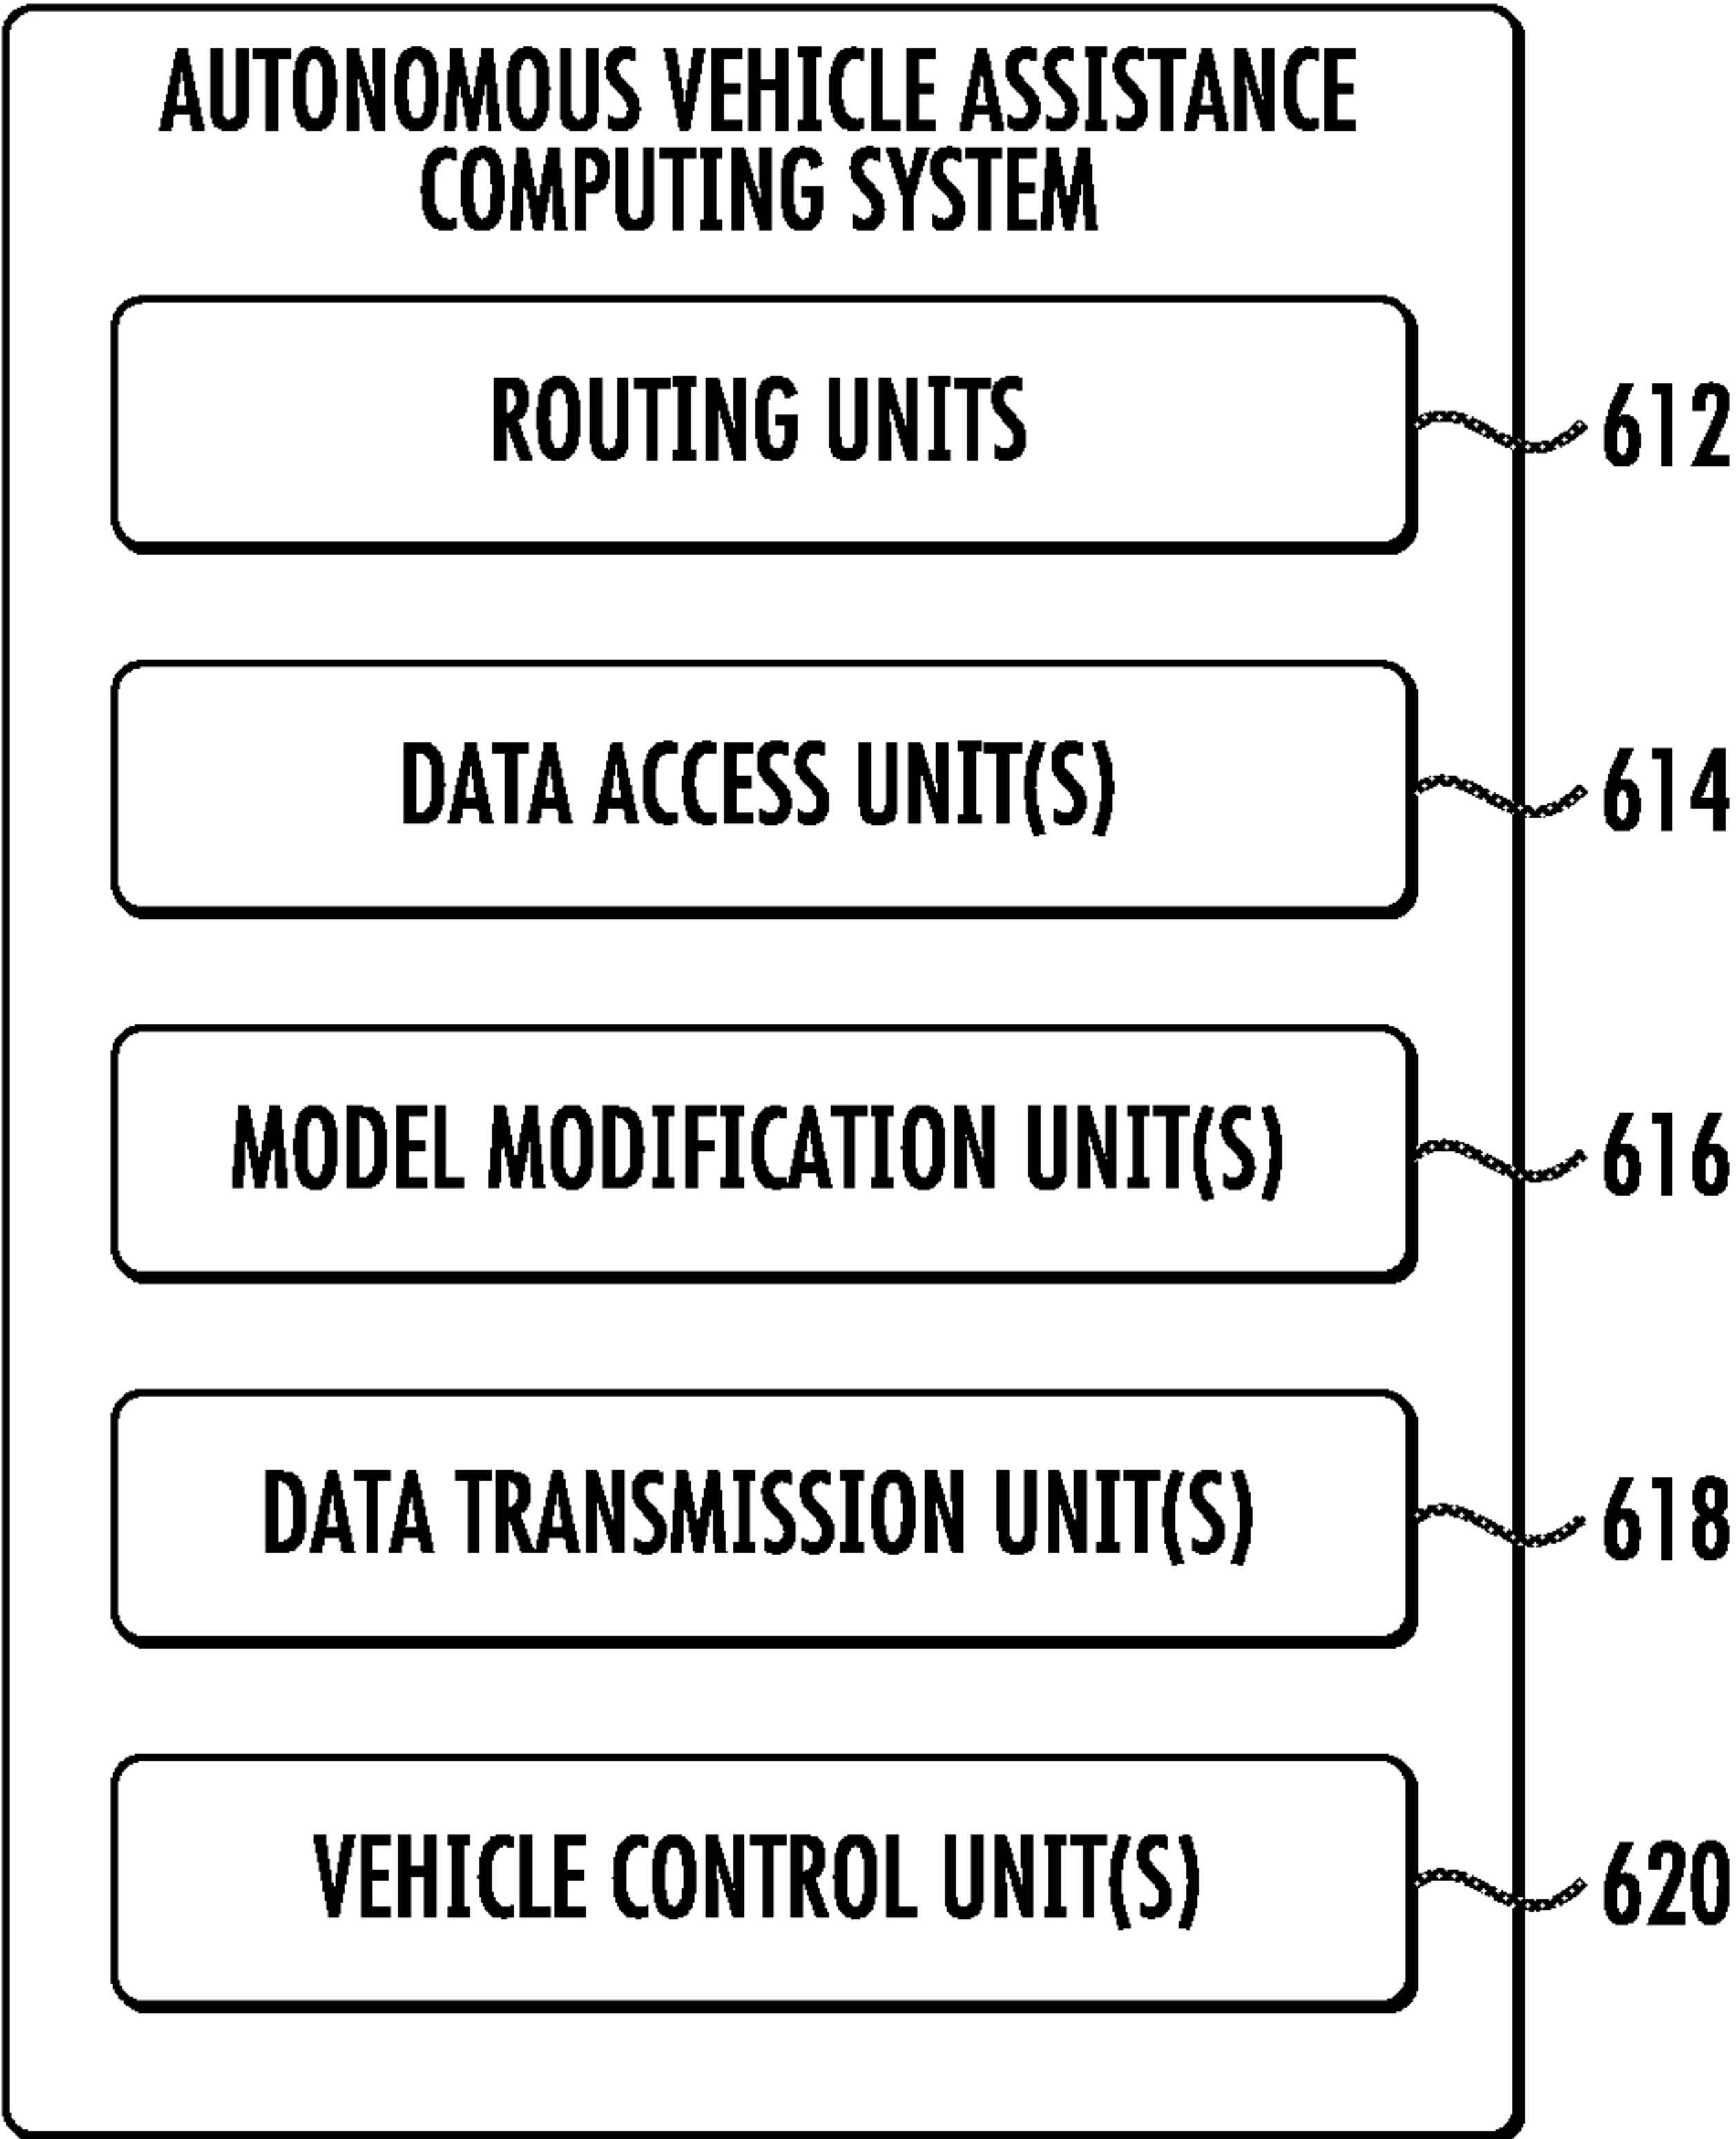 AUTONOMOUS VEHICLE ASSISTANCE
COMPUTING SYSTEM
ROUTING UNITS
612
DATA ACCESS UNIT(S)
614
MODEL MODIFICATION UNIT(S)
616
DATA TRANSMISSION UNIT(S)
618
VEHICLE CONTROL UNIT(S)
620